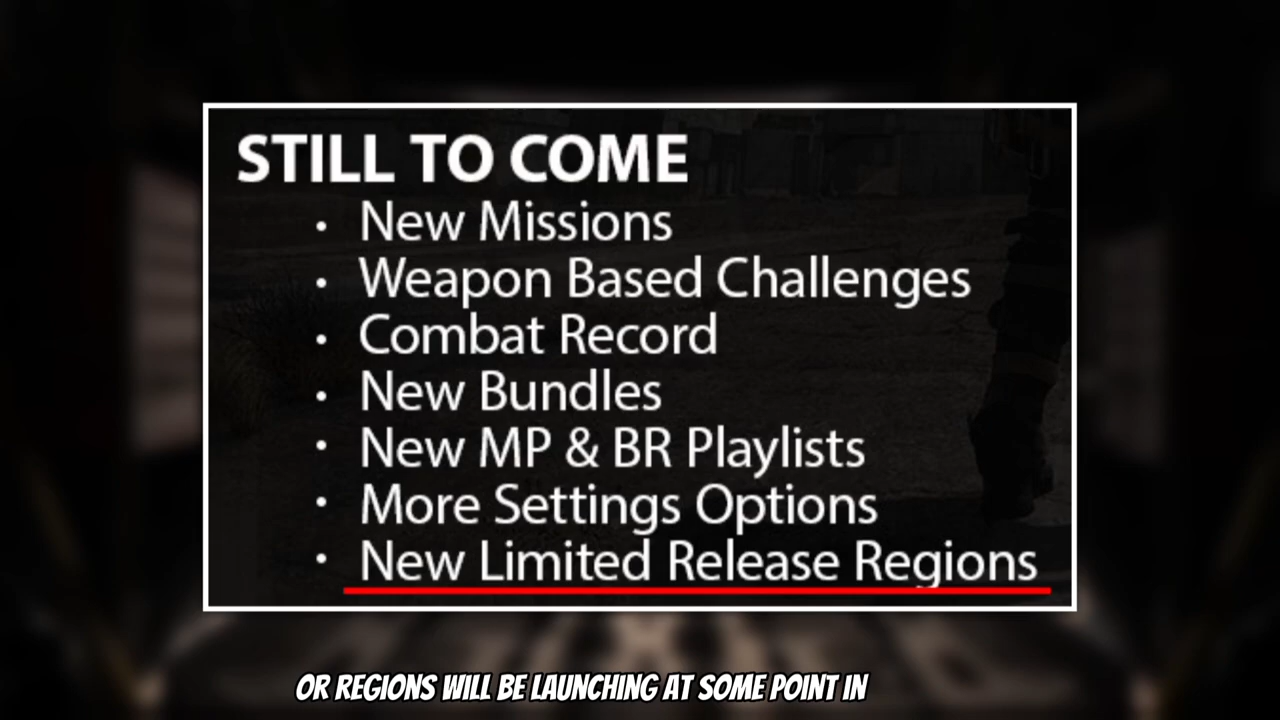 STILL TO COME
• New Missions
• Weapon Based Challenges
• Combat Record
• New Bundles
• New MP & BR Playlists
• More Settings Options
• New Limited Release Regions
OR REGIONS WILL BE LAUNCHING AT SOME POINT IN